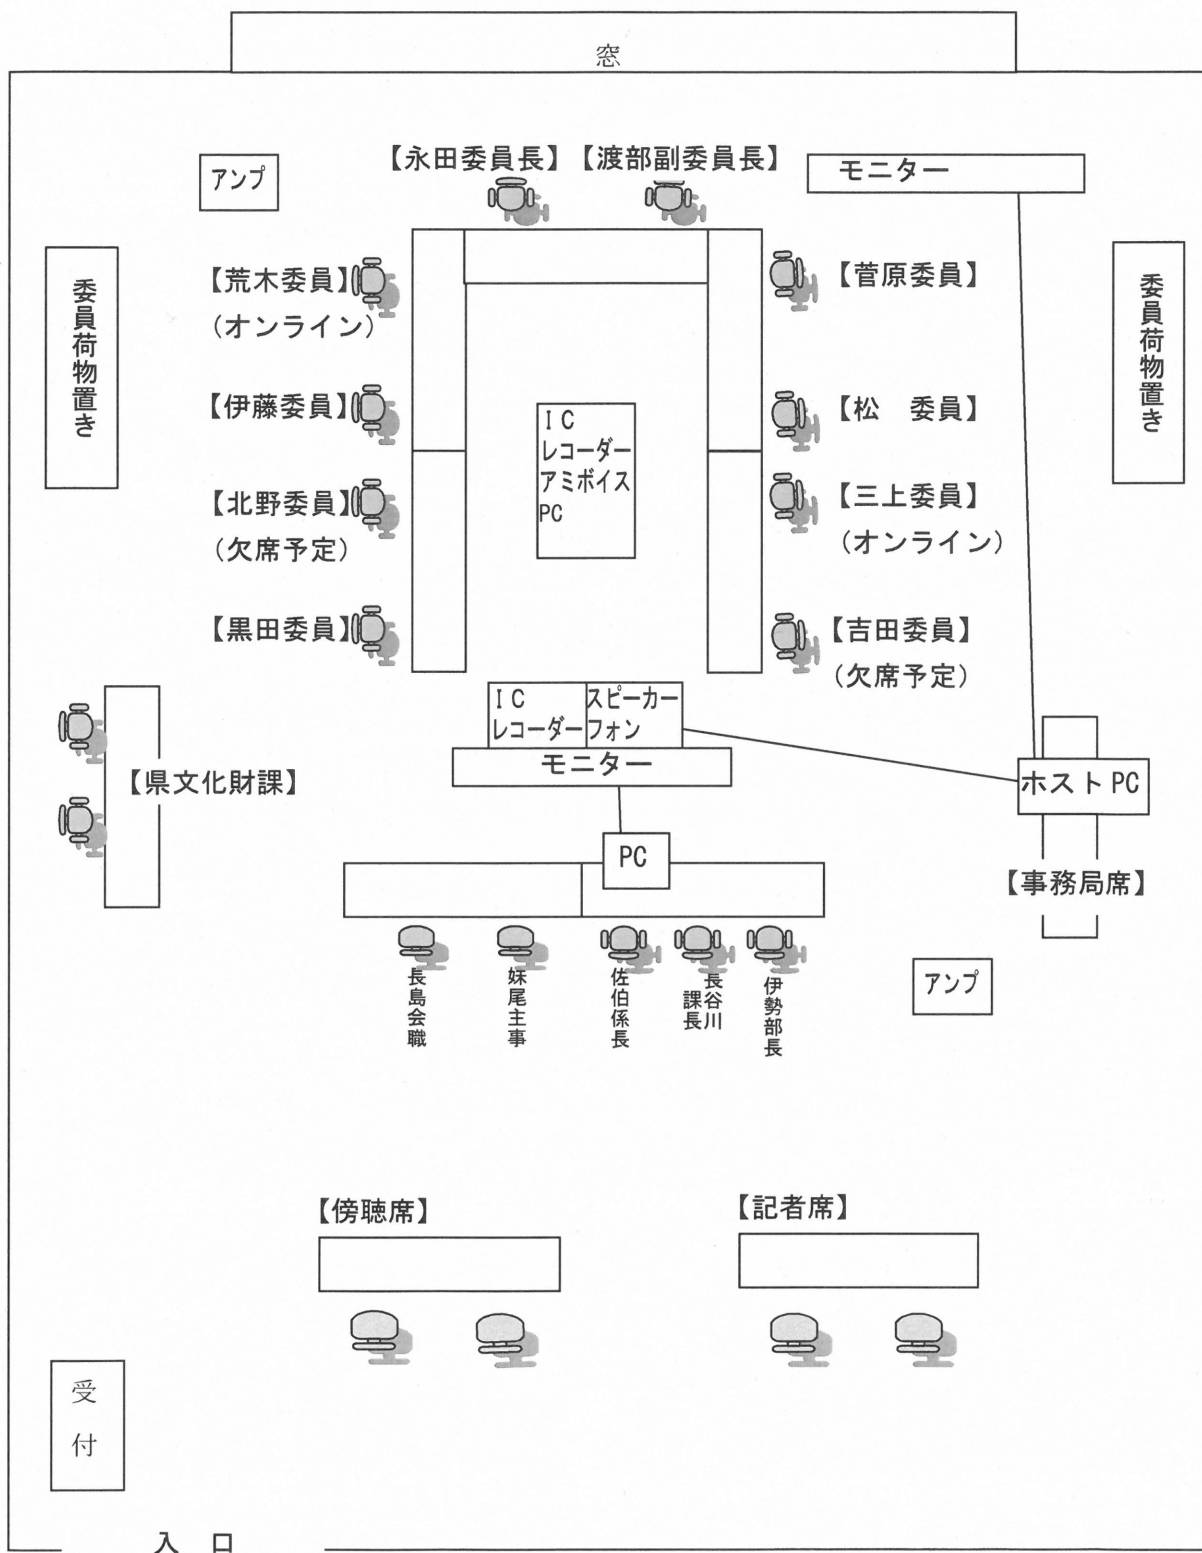 窓
【永田委員長】【渡部副委員長】
アンプ
モニター
委員荷物置き
【荒木委員】
（オンライン）
【伊藤委員】
【北野委員】
（欠席予定）
【黒田委員】
ＩＣ
レコーダー
アミボイス
PC
【菅原委員】
【松　委員】
【三上委員】
（オンライン）
【吉田委員】
（欠席予定）
委員荷物置き
ＩＣ
レコーダー
スピーカー
フォン
モニター
【県文化財課】
ホスト PC
PC
【事務局席】
長島会職
妹尾主事
佐伯係長
長谷川
課長
伊勢部長
アンプ
【傍聴席】
【記者席】
受付
入　口